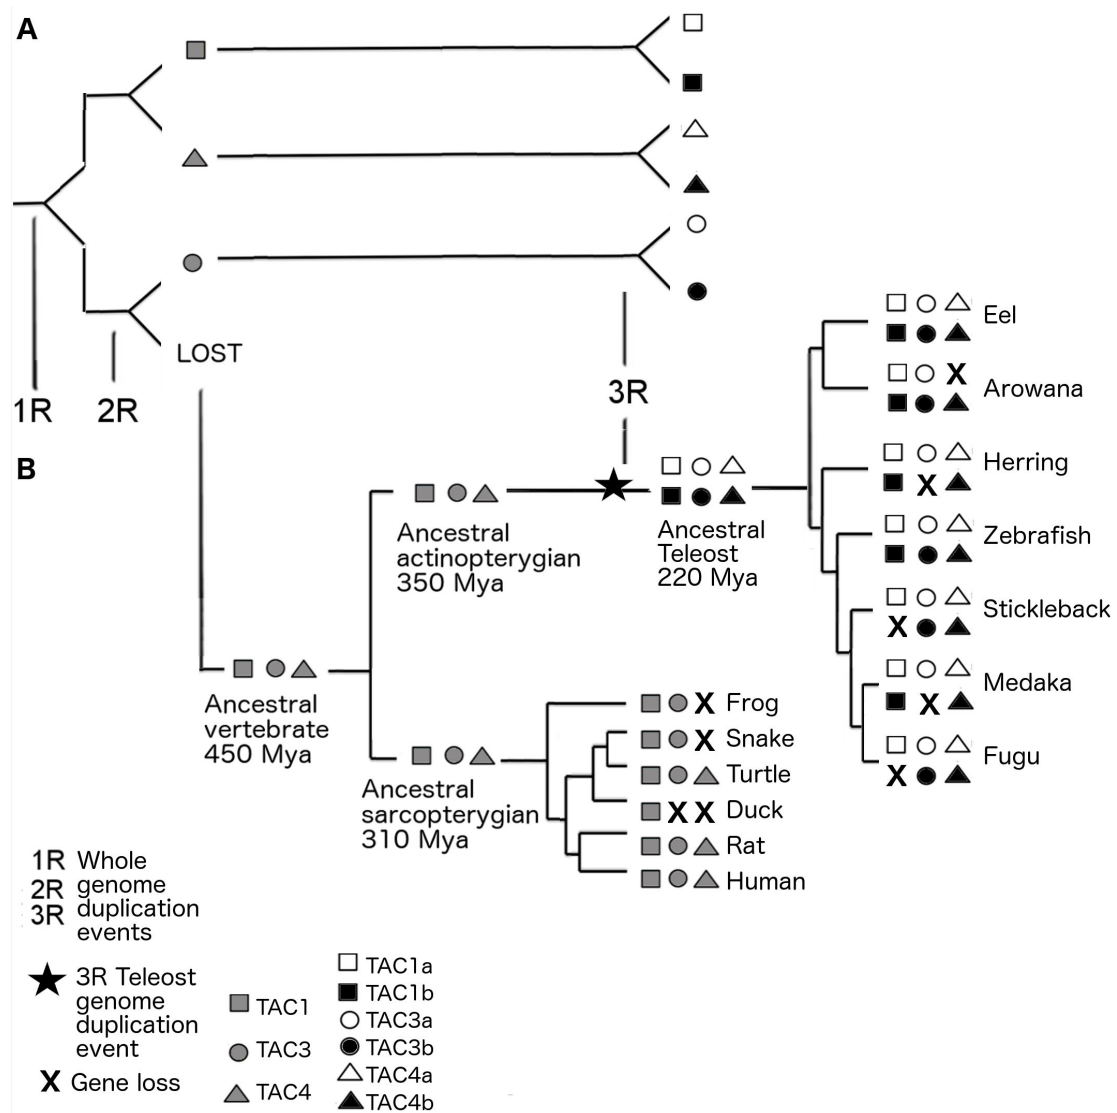 A
LOST
1R
2R
3R
B
Ancestral
actinopterygian
350 Mya
Ancestral
Teleost
220 Mya
Eel
X
Arowana
Herring
X
Zebrafish
Stickleback
X
Medaka
X
Fugu
X
Ancestral
vertebrate
450 Mya
Ancestral
sarcopterygian
310 Mya
X Frog
X Snake
Turtle
X X Duck
Rat
Human
1R Whole
2R genome
3R duplication
events
3R Teleost
genome
duplication
event
X Gene loss
TAC1
TAC3
TAC4
TAC1a
TAC1b
TAC3a
TAC3b
TAC4a
TAC4b